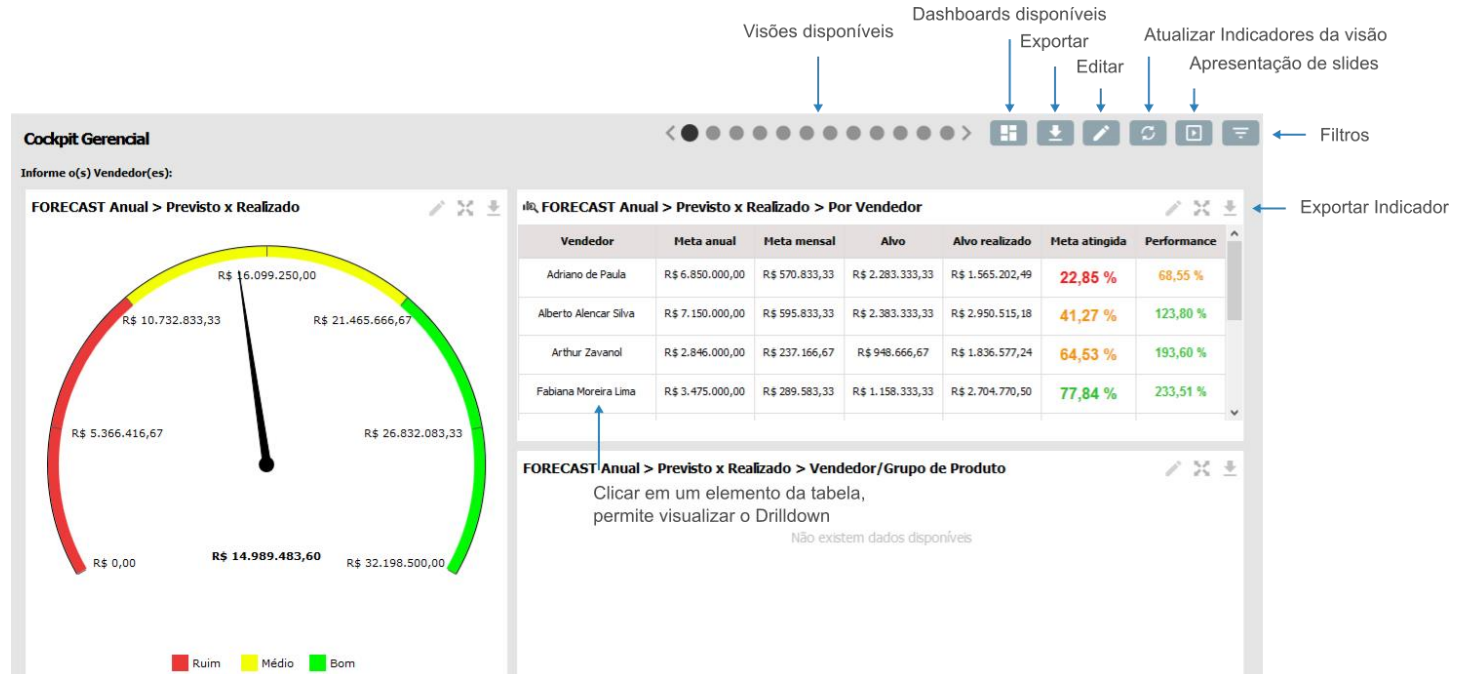 Dashboards disponíveis
Visões disponíveis
Exportar
Atualizar Indicadores da visão
Editar
Apresentação de slides
Cockpit Gerencial
Filtros
Informe o(s) Vendedor(es):
FORECAST Anual > Previsto x Realizado
R$ 16.099.250,00
R$ 10.732.833,33
R$ 21.465.666,67
R$ 5.366.416,67
R$ 26.832.083,33
R$ 0,00
R$ 14.989.483,60
R$ 32.198.500,00
Ruim Médio Bom
FORECAST Anual > Previsto x Realizado > Por Vendedor
Exportar Indicador
Vendedor Meta anual Meta mensal Alvo Alvo realizado Meta atingida Performance
Adriano de Paula R$ 6.850.000,00 R$ 570.833,33 R$ 2.283.333,33 R$ 1.565.202,49 22,85 % 68,55 %
Alberto Alencar Silva R$ 7.150.000,00 R$ 595.833,33 R$ 2.383.333,33 R$ 2.950.515,18 41,27 % 123,80 %
Arthur Zavanol R$ 2.846.000,00 R$ 237.166,67 R$ 948.666,67 R$ 1.836.577,24 64,53 % 193,60 %
Fabiana Moreira Lima R$ 3.475.000,00 R$ 289.583,33 R$ 1.158.333,33 R$ 2.704.770,50 77,84 % 233,51 %
FORECAST Anual > Previsto x Realizado > Vendedor/Grupo de Produto
Clicar em um elemento da tabela,
permite visualizar o Drilldown
Não existem dados disponíveis